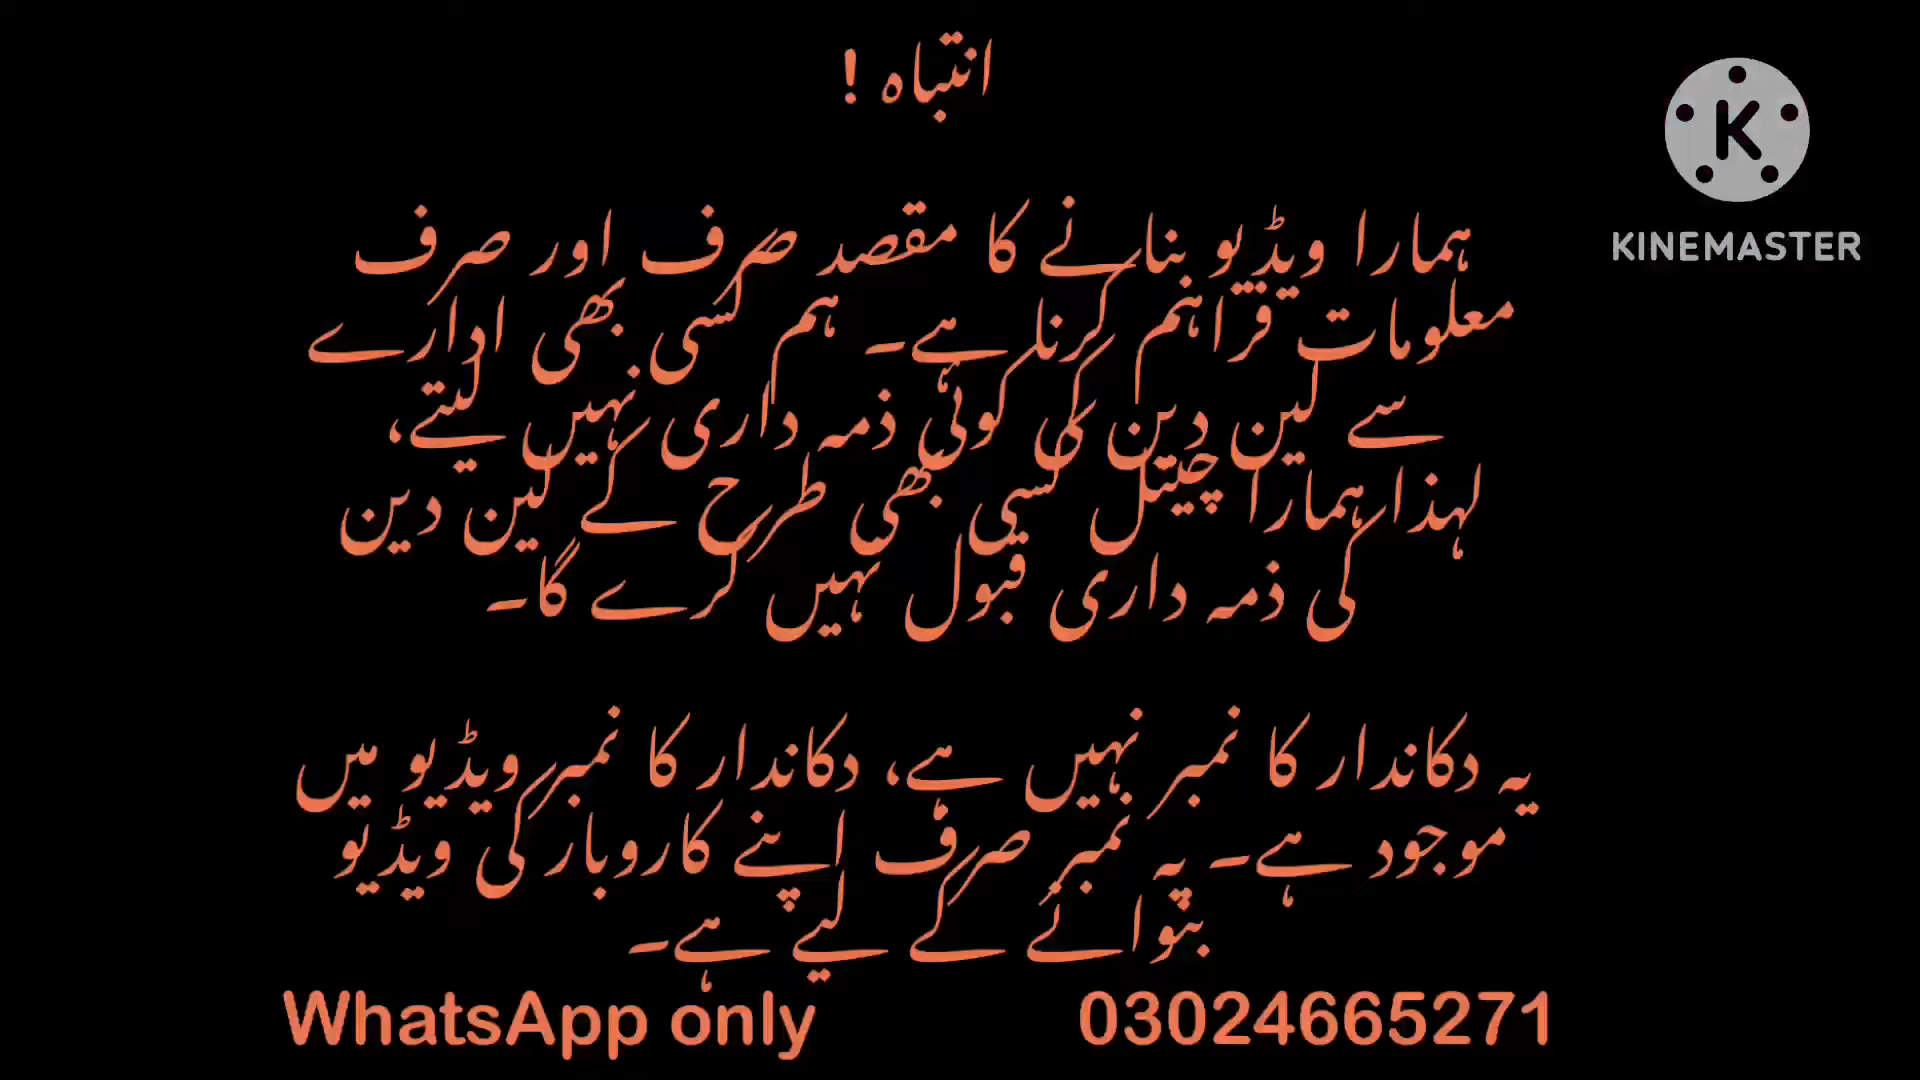 انتباہ !
ہمارا ویڈیو بنانے کا مقصد صرف اور صرف
معلومات فراہم کرنا ہے۔ ہم کسی بھی ادارے
سے لین دین کی کوئی ذمہ داری نہیں لیتے،
لہذا ہمارا چینل کسی بھی طرح کے لین دین
کی ذمہ داری قبول نہیں کرے گا۔
یہ دکاندار کا نمبر نہیں ہے، دکاندار کا نمبر ویڈیو میں
موجود ہے۔ یہ نمبر صرف اپنے کاروبار کی ویڈیو
بنوانے کے لیے ہے۔
WhatsApp only 03024665271
K
KINEMASTER